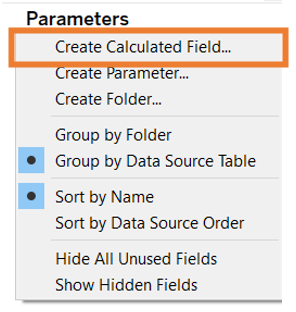 Parameters
Create Calculated Field...
Create Parameter...
Create Folder...
Group by Folder
Group by Data Source Table
Sort by Name
Sort by Data Source Order
Hide All Unused Fields
Show Hidden Fields